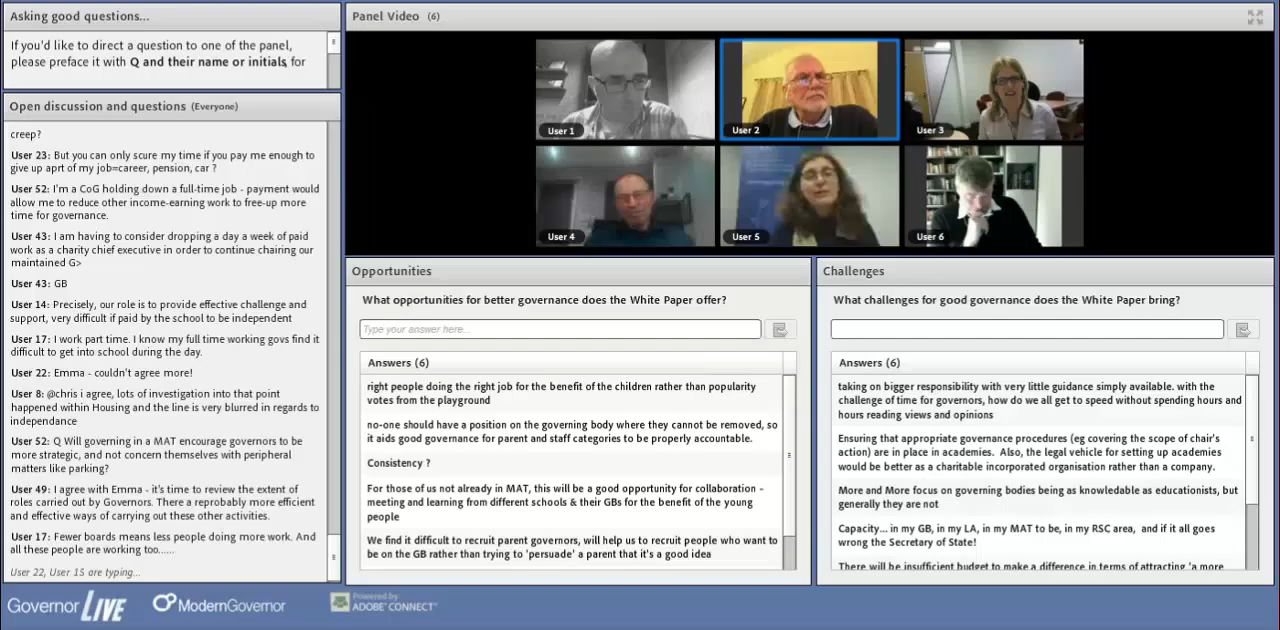 Asking good questions...
If you'd like to direct a question to one of the panel,
please preface it with Q and their name or initials, for
Open discussion and questions (Everyone)
creep?
User 23: But you can only scure my time if you pay me enough to
give up aprt of my job=career, pension, car ?
User 52: I'm a CoG holding down a full-time job - payment would
allow me to reduce other income-earning work to free-up more
time for governance.
User 43: I am having to consider dropping a day a week of paid
work as a charity chief executive in order to continue chairing our
maintained G>
User 43: GB
User 14: Precisely, our role is to provide effective challenge and
support, very difficult if paid by the school to be independent
User 17: I work part time. I know my full time working govs find it
difficult to get into school during the day.
User 22: Emma - couldn't agree more!
User 8: @chris i agree, lots of investigation into that point
happened within Housing and the line is very blurred in regards to
independance
User 52: Q Will governing in a MAT encourage governors to be
more strategic, and not concern themselves with peripheral
matters like parking?
User 49: I agree with Emma - it's time to review the extent of
roles carried out by Governors. There a reprobably more efficient
and effective ways of carrying out these other activities.
User 17: Fewer boards means less people doing more work. And
all these people are working too......
User 22, User 15 are typing...
Panel Video (6)
User 1
User 2
User 3
User 4
User 5
User 6
Opportunities
What opportunities for better governance does the White Paper offer?
Type your answer here...
Answers (6)
right people doing the right job for the benefit of the children rather than popularity
votes from the playground
no-one should have a position on the governing body where they cannot be removed, so
it aids good governance for parent and staff categories to be properly accountable.
Consistency ?
For those of us not already in MAT, this will be a good opportunity for collaboration -
meeting and learning from different schools & their GBs for the benefit of the young
people
We find it difficult to recruit parent governors, will help us to recruit people who want to
be on the GB rather than trying to 'persuade' a parent that it's a good idea
Challenges
What challenges for good governance does the White Paper bring?
Answers (6)
taking on bigger responsibility with very little guidance simply available. with the
challenge of time for governors, how do we all get to speed without spending hours and
hours reading views and opinions
Ensuring that appropriate governance procedures (eg covering the scope of chair's
action) are in place in academies. Also, the legal vehicle for setting up academies
would be better as a charitable incorporated organisation rather than a company.
More and More focus on governing bodies being as knowledable as educationists, but
generally they are not
Capacity... in my GB, in my LA, in my MAT to be, in my RSC area, and if it all goes
wrong the Secretary of State!
There will be insufficient budget to make a difference in terms of attracting 'a more
Governor LIVE
ModernGovernor
Powered by
ADOBE® CONNECT™